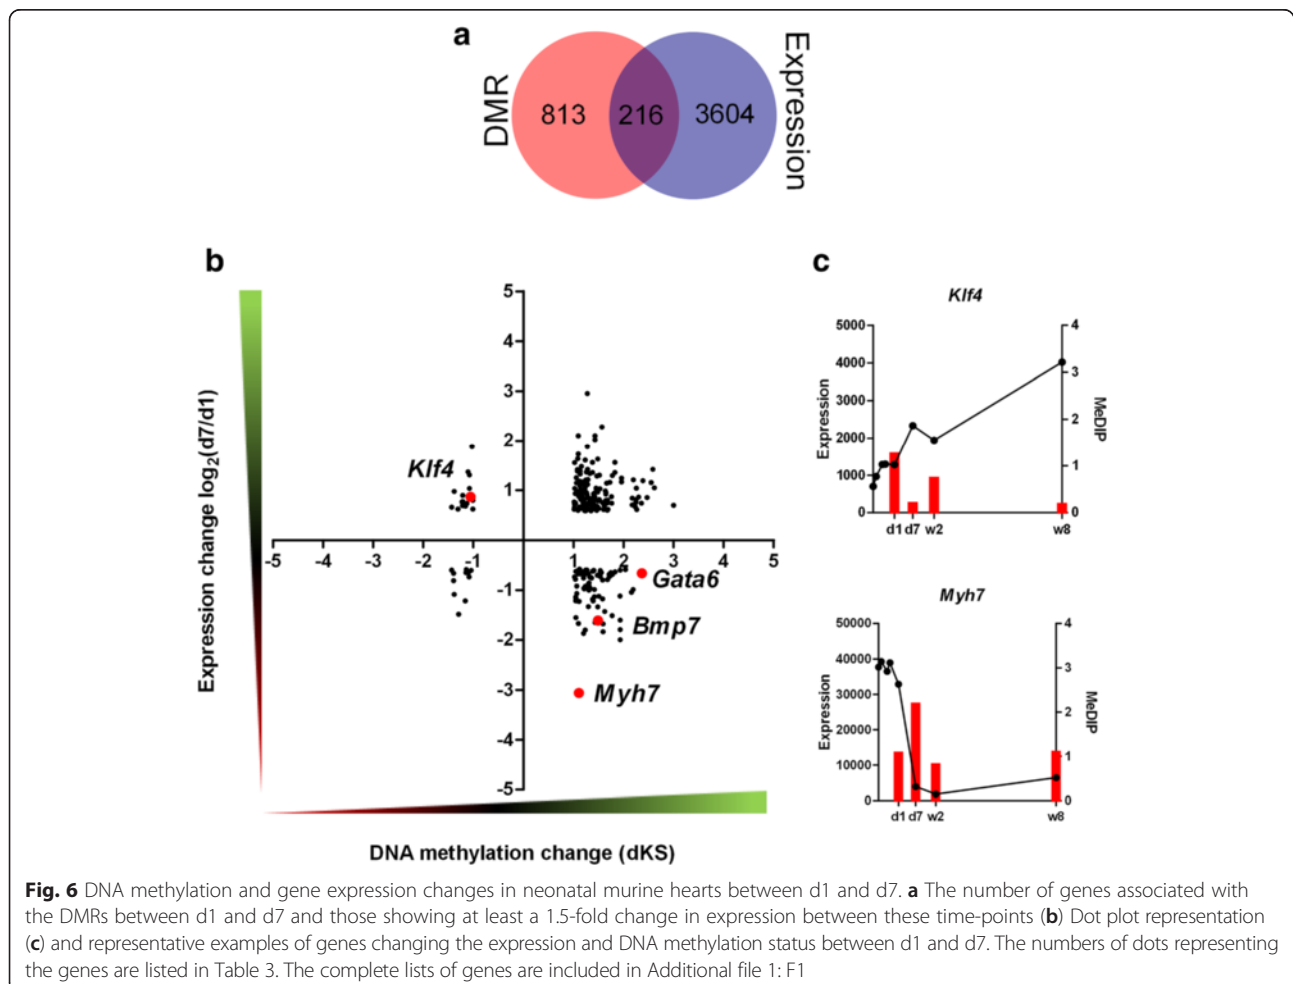 a
DMR
813
216
3604
Expression
b
Expression change log2(d7/d1)
5
4
3
2
1
-1
-2
-3
-4
-5
-5 -4 -3 -2 -1 1 2 3 4 5
Klf4
Gata6
Bmp7
Myh7
DNA methylation change (dKS)
c
Klf4
Expression
5000
4000
3000
2000
1000
0
4
3
2
1
0
MeDIP
d1 d7 w2 w8
Myh7
Expression
50000
40000
30000
20000
10000
0
4
3
2
1
0
MeDIP
d1 d7 w2 w8
Fig. 6 DNA methylation and gene expression changes in neonatal murine hearts between d1 and d7. a The number of genes associated with
the DMRs between d1 and d7 and those showing at least a 1.5-fold change in expression between these time-points (b) Dot plot representation
(c) and representative examples of genes changing the expression and DNA methylation status between d1 and d7. The numbers of dots representing
the genes are listed in Table 3. The complete lists of genes are included in Additional file 1: F1